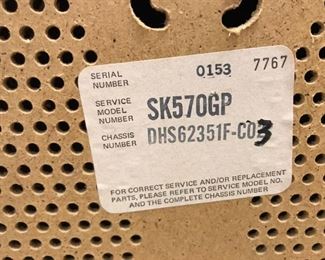 SERIAL NUMBER 0153 7767
SERVICE MODEL NUMBER SK570GP
CHASSIS NUMBER DHS62351F-C03
FOR CORRECT SERVICE AND/OR REPLACEMENT
PARTS, PLEASE REFER TO SERVICE MODEL NO.
AND THE COMPLETE CHASSIS NUMBER